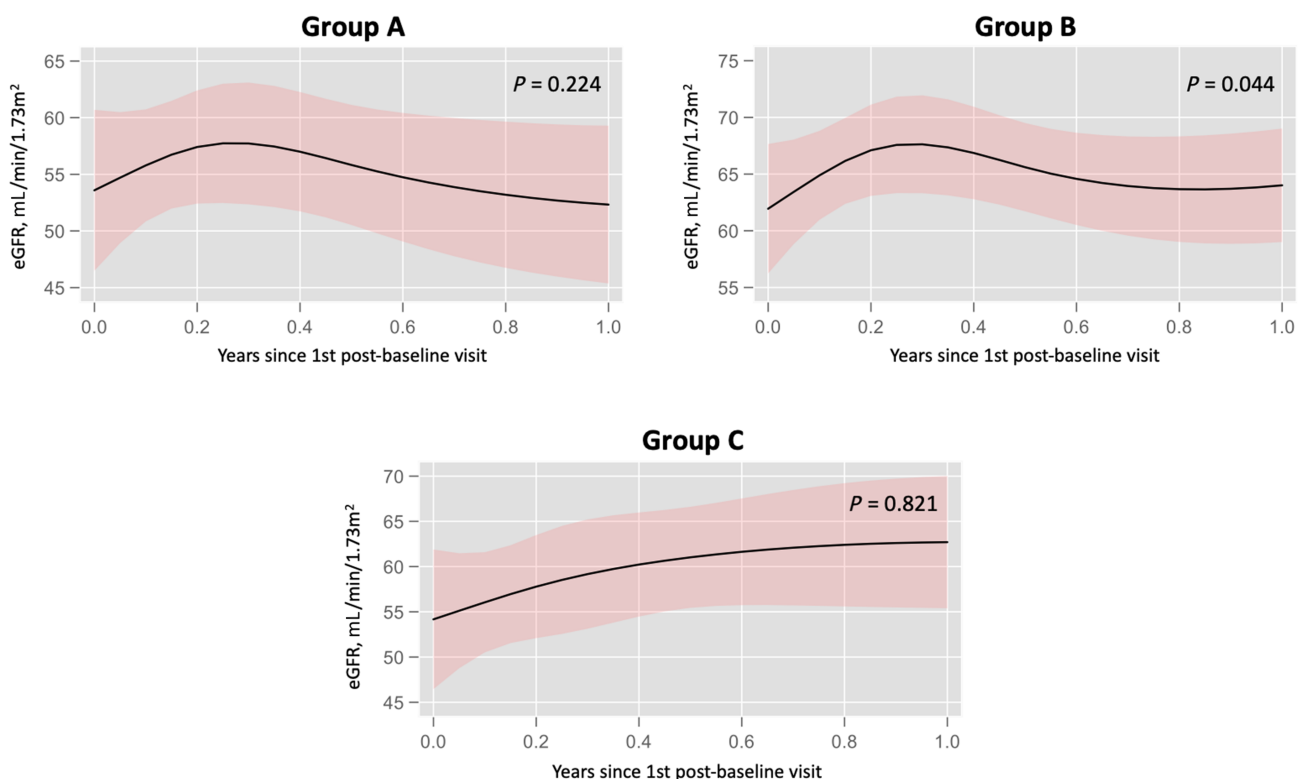 Group A
P = 0.224
65
60
55
50
45
eGFR, mL/min/1.73m²
0.0 0.2 0.4 0.6 0.8 1.0
Years since 1st post-baseline visit
Group B
P = 0.044
75
70
65
60
55
eGFR, mL/min/1.73m²
0.0 0.2 0.4 0.6 0.8 1.0
Years since 1st post-baseline visit
Group C
P = 0.821
70
65
60
55
50
45
eGFR, mL/min/1.73m²
0.0 0.2 0.4 0.6 0.8 1.0
Years since 1st post-baseline visit